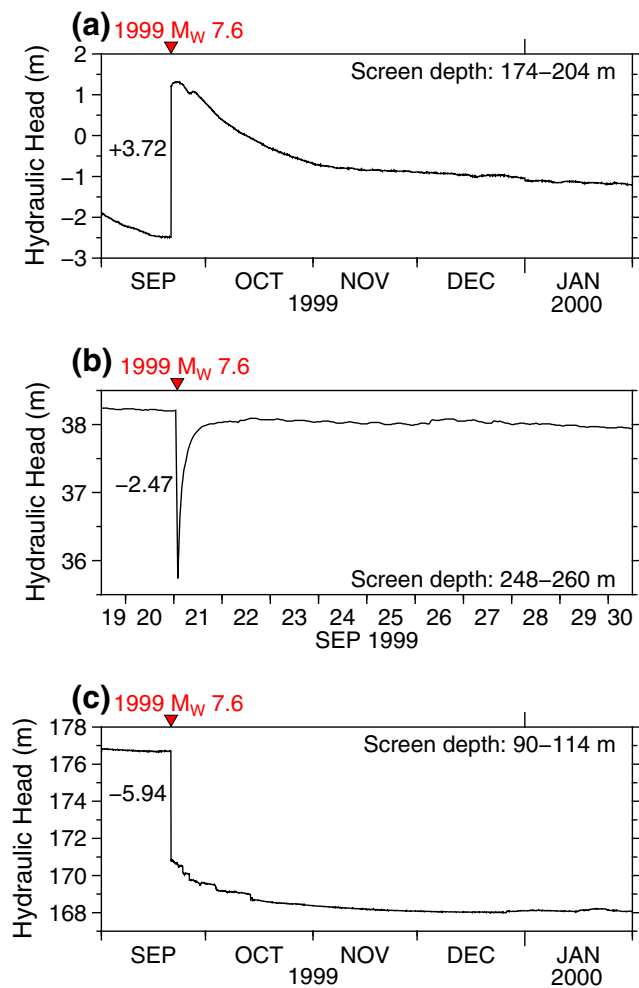 (a)
1999 MW 7.6
Hydraulic Head (m)
2
1
0
−1
−2
−3
Screen depth: 174–204 m
+3.72
SEP OCT NOV DEC JAN
1999 2000
(b)
1999 MW 7.6
Hydraulic Head (m)
38
37
36
−2.47
Screen depth: 248–260 m
19 20 21 22 23 24 25 26 27 28 29 30
SEP 1999
(c)
1999 MW 7.6
Hydraulic Head (m)
178
176
174
172
170
168
Screen depth: 90–114 m
−5.94
SEP OCT NOV DEC JAN
1999 2000